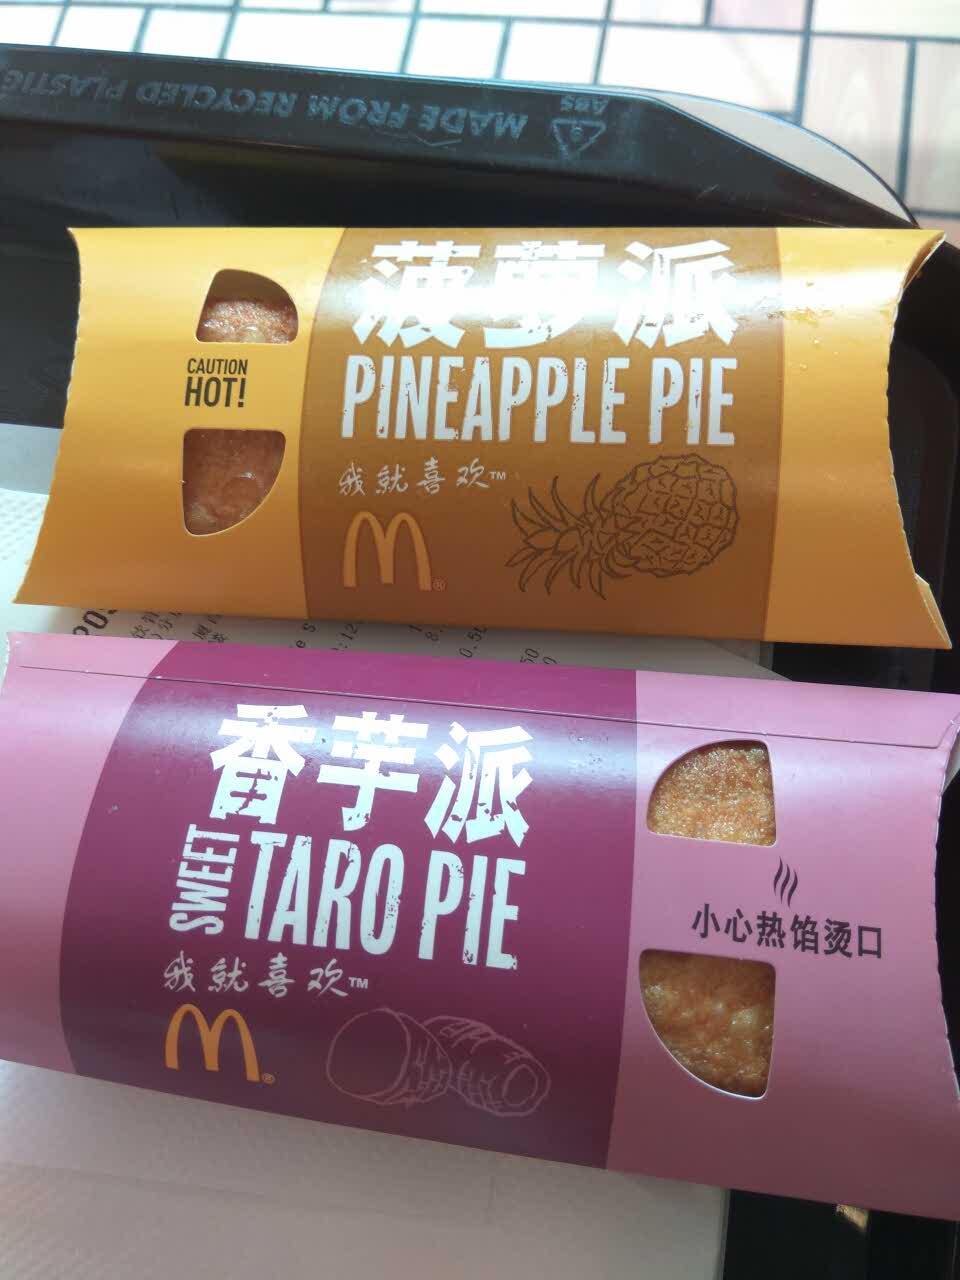 MADE FROM RECYCLED PLASTIC
ABS
菠萝派
PINEAPPLE PIE
CAUTION
HOT!
我就喜欢™
®
香芋派
SWEET
TARO PIE
我就喜欢™
®
小心热馅烫口